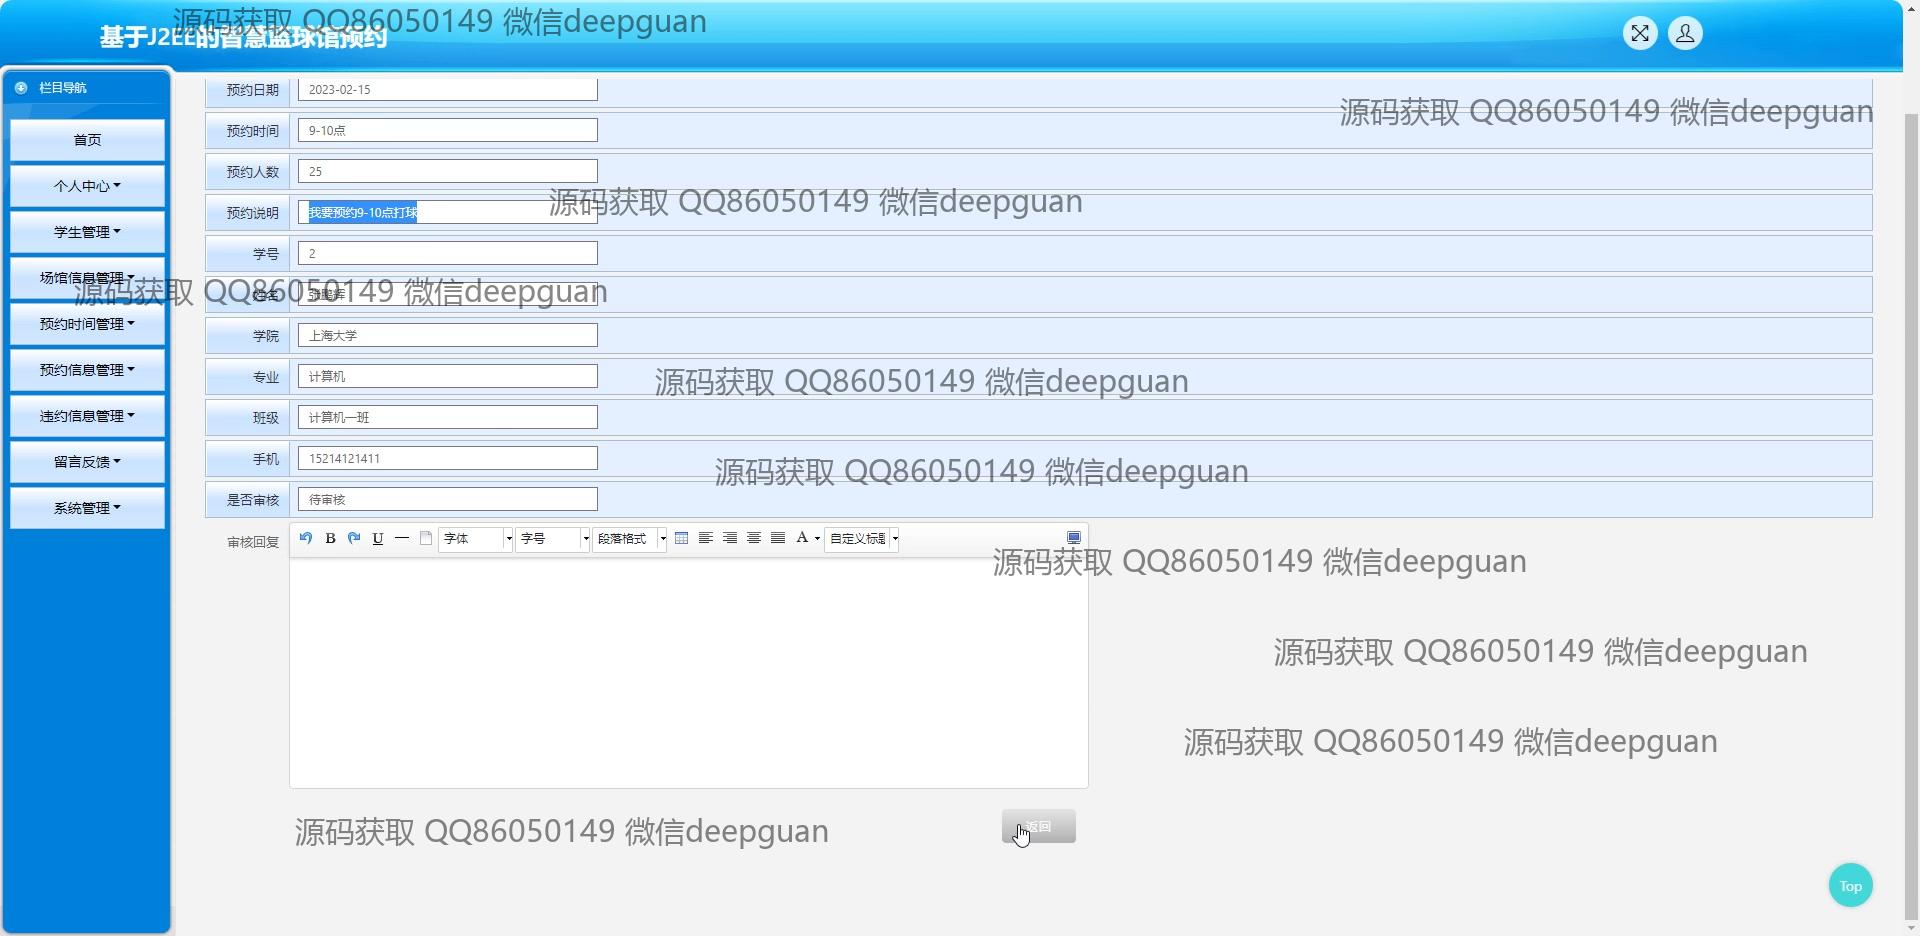 源码获取 QQ86050149 微信deepguan
基于J2EE的智慧篮球馆预约
栏目导航
首页
个人中心
学生管理
场馆信息管理
预约时间管理
预约信息管理
违约信息管理
留言反馈
系统管理
预约日期 2023-02-15
源码获取 QQ86050149 微信deepguan
预约时间 9-10点
预约人数 25
源码获取 QQ86050149 微信deepguan
预约说明 我要预约9-10点打球
学号 2
源码获取 QQ86050149 微信deepguan
姓名
学院 上海大学
专业 计算机
源码获取 QQ86050149 微信deepguan
班级 计算机一班
手机 15214121411
源码获取 QQ86050149 微信deepguan
是否审核 待审核
审核回复
B U 字体 字号 段落格式 A 自定义标题
源码获取 QQ86050149 微信deepguan
源码获取 QQ86050149 微信deepguan
源码获取 QQ86050149 微信deepguan
源码获取 QQ86050149 微信deepguan
返回
Top